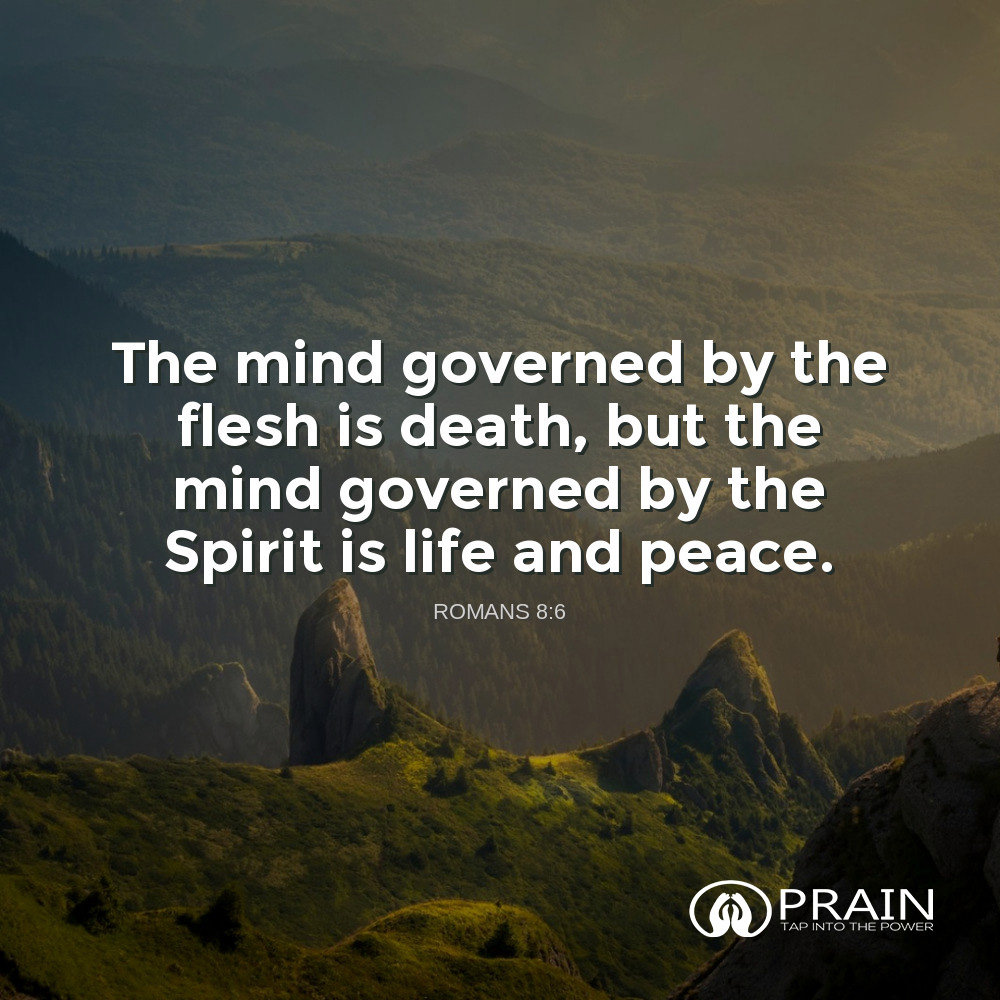 The mind governed by the
flesh is death, but the
mind governed by the
Spirit is life and peace.
ROMANS 8:6
PRAIN
TAP INTO THE POWER